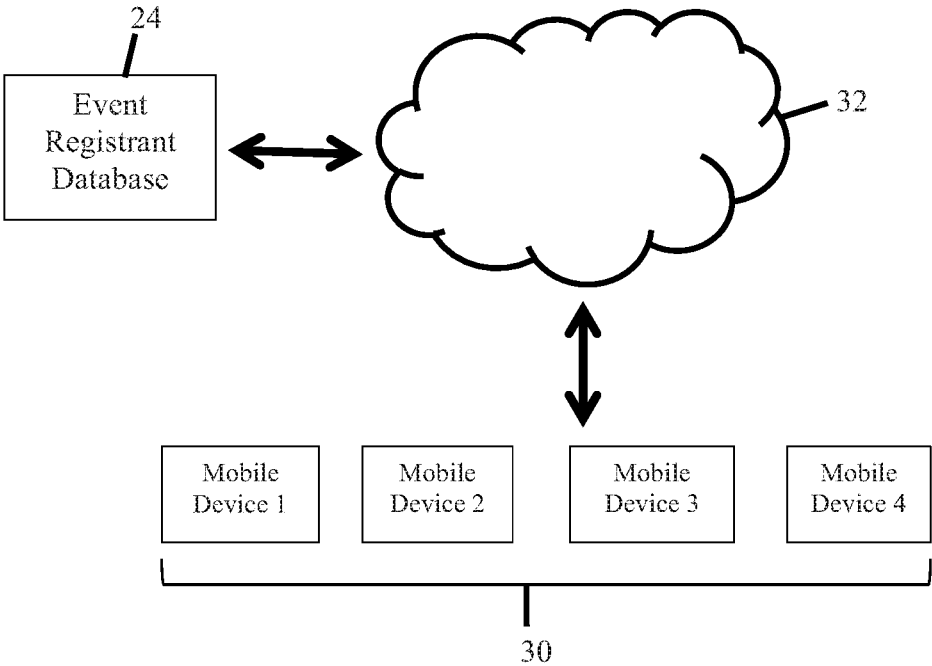 24
Event
Registrant
Database
32
Mobile
Device 1
Mobile
Device 2
Mobile
Device 3
Mobile
Device 4
30